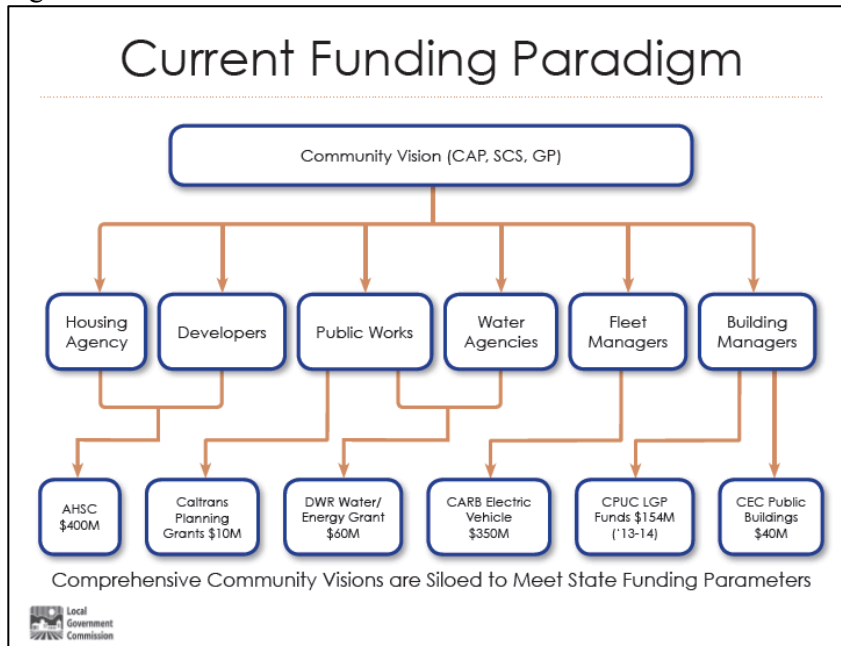 Current Funding Paradigm
Community Vision (CAP, SCS, GP)
Housing
Agency
Developers
Public Works
Water
Agencies
Fleet
Managers
Building
Managers
AHSC
$400M
Caltrans
Planning
Grants $10M
DWR Water/
Energy Grant
$60M
CARB Electric
Vehicle
$350M
CPUC LGP
Funds $154M
('13-14)
CEC Public
Buildings
$40M
Comprehensive Community Visions are Siloed to Meet State Funding Parameters
Local
Government
Commission